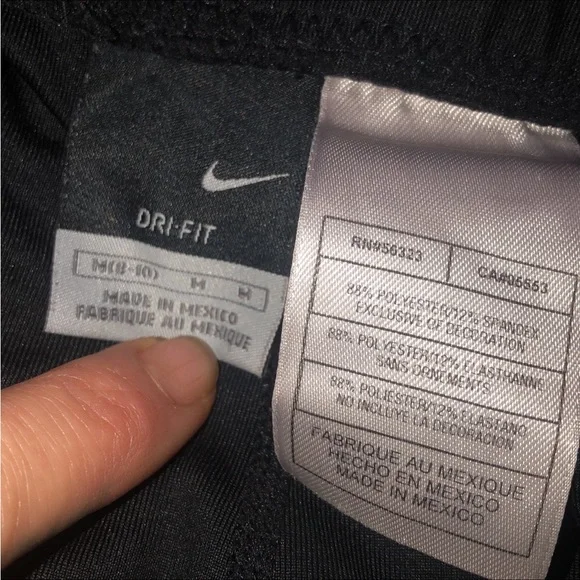 DRI-FIT
M(8-10) M M
MADE IN MEXICO
FABRIQUE AU MEXIQUE
RN#56323 CA#05553
88% POLYESTER/12% SPANDEX
EXCLUSIVE OF DECORATION
88% POLYESTER/12% ELASTHANNE
SANS ORNEMENTS
88% POLIESTER/12% ELASTANO
NO INCLUYE LA DECORACION
FABRIQUE AU MEXIQUE
HECHO EN MEXICO
MADE IN MEXICO